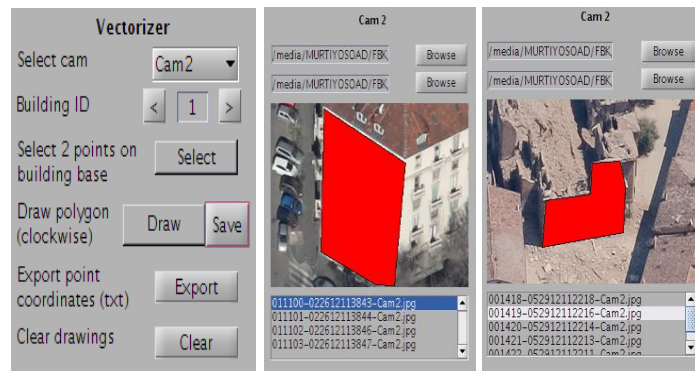 Vectorizer
Select cam
Cam2
Building ID
<
1
>
Select 2 points on
building base
Select
Draw polygon
(clockwise)
Draw
Save
Export point
coordinates (txt)
Export
Clear drawings
Clear
Cam 2
/media/MURTIYOSOAD/FBK,
Browse
/media/MURTIYOSOAD/FBK,
Browse
011100-022612113843-Cam2.jpg
011101-022612113844-Cam2.jpg
011102-022612113846-Cam2.jpg
011103-022612113847-Cam2.jpg
Cam 2
/media/MURTIYOSOAD/FBK,
Browse
/media/MURTIYOSOAD/FBK,
Browse
001418-052912112218-Cam2.jpg
001419-052912112216-Cam2.jpg
001420-052912112214-Cam2.jpg
001421-052912112213-Cam2.jpg
001422-052912112211-Cam2.jpg